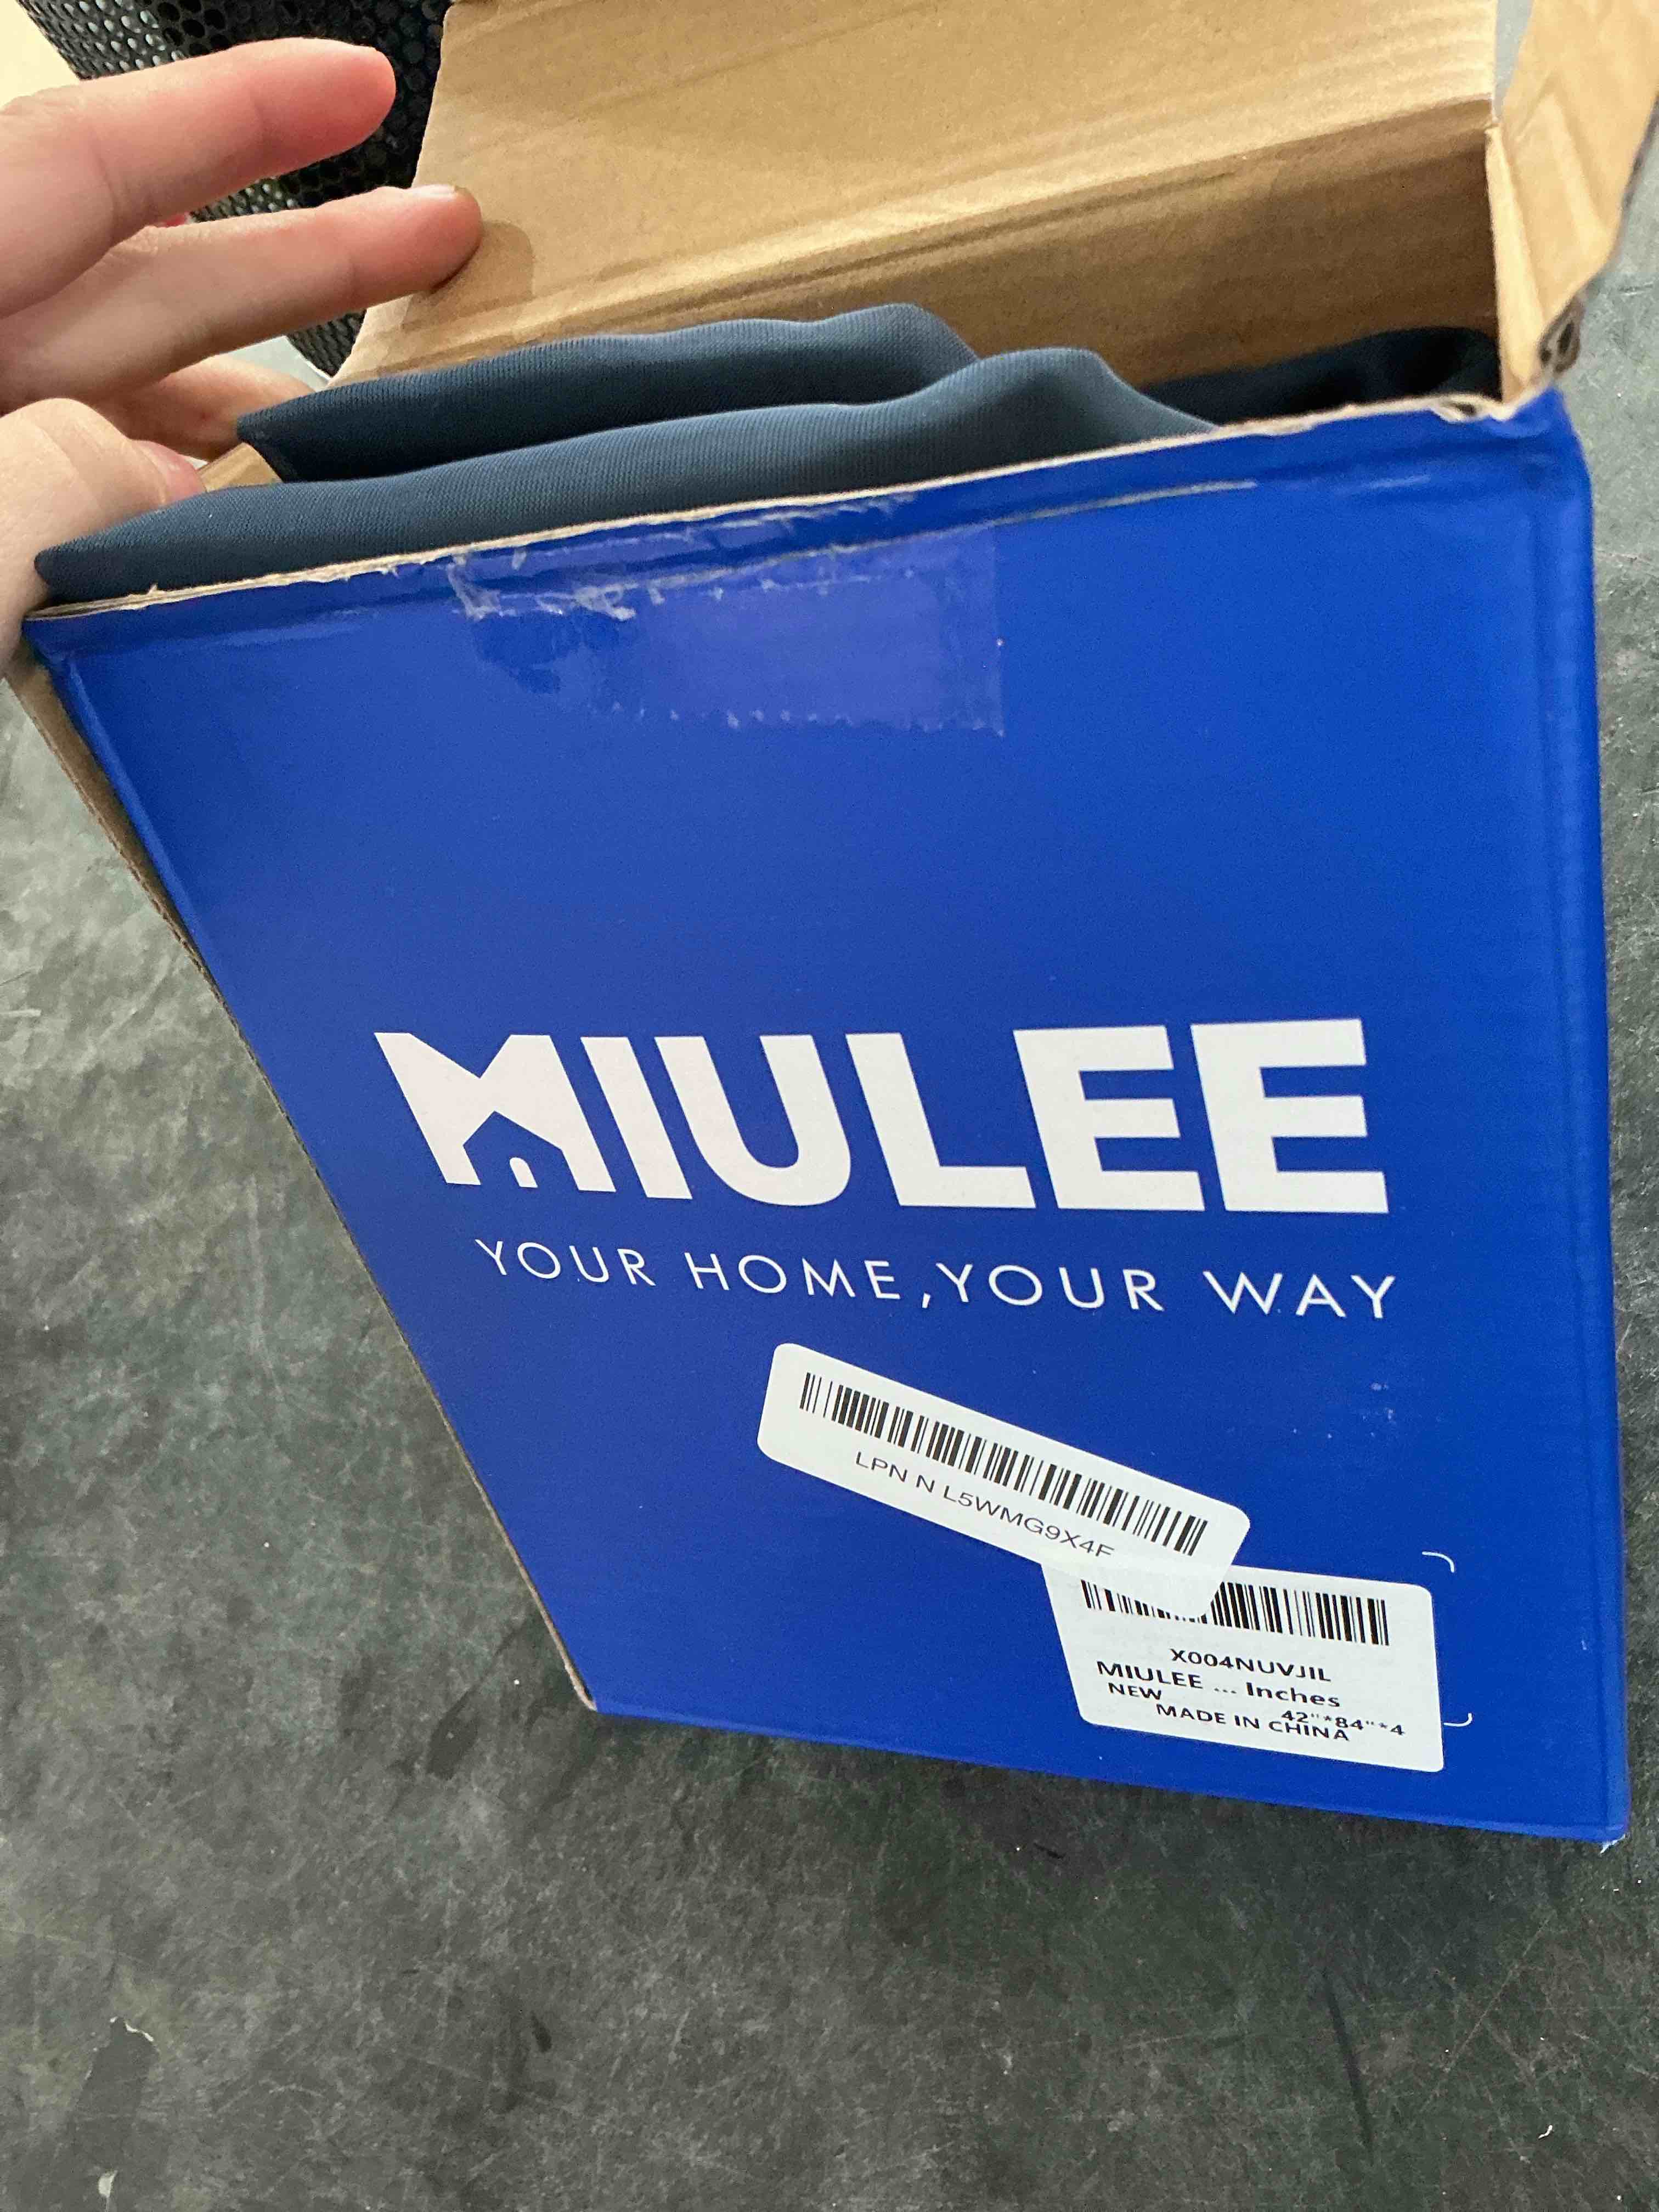 MIULEE
YOUR HOME,YOUR WAY
LPN N L5WMG9X4F
X004NUVJIL
MIULEE ... Inches
NEW
42"*84"*4
MADE IN CHINA